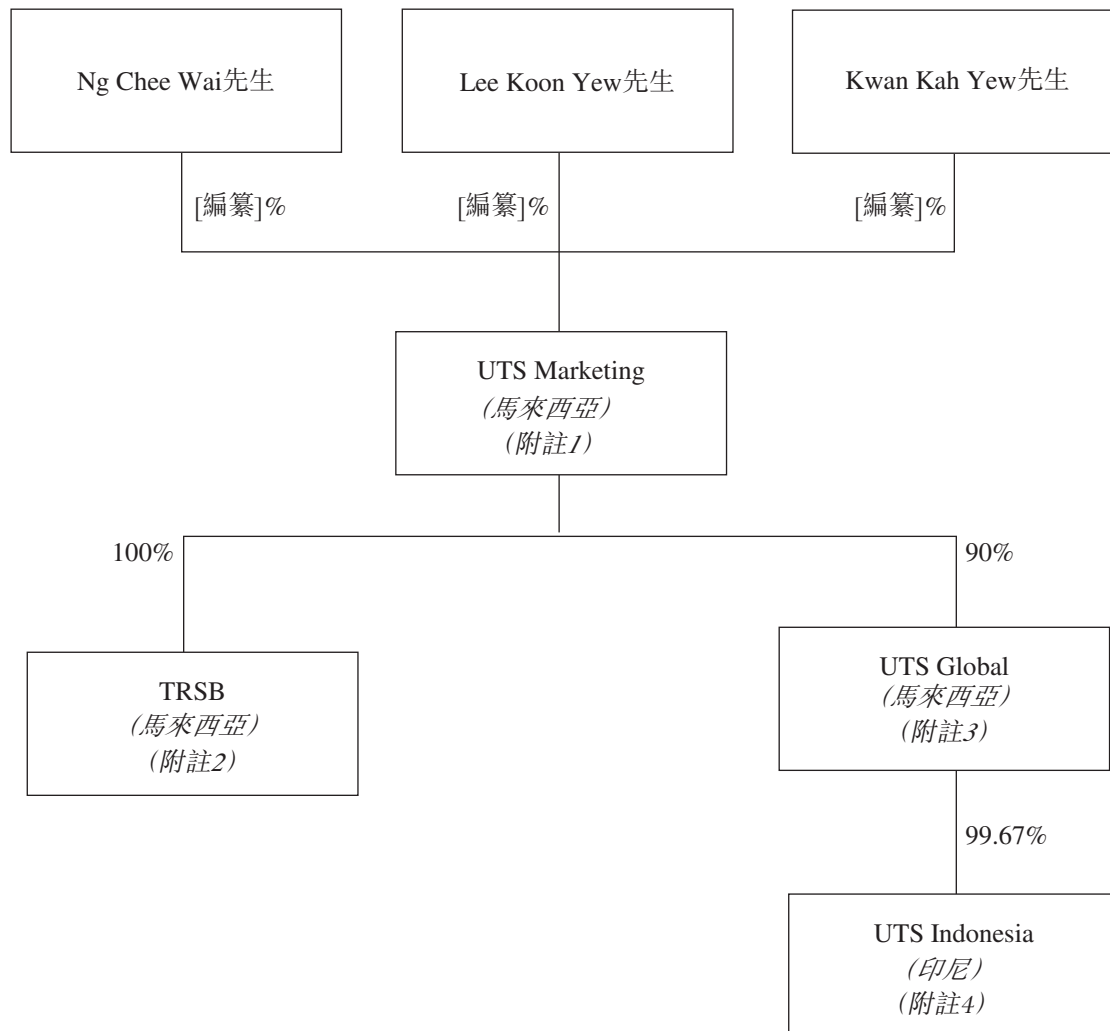 Ng Chee Wai先生
Lee Koon Yew先生
Kwan Kah Yew先生
[編纂]%
[編纂]%
[編纂]%
UTS Marketing
(馬來西亞)
(附註1)
100%
90%
TRSB
(馬來西亞)
(附註2)
UTS Global
(馬來西亞)
(附註3)
99.67%
UTS Indonesia
(印尼)
(附註4)